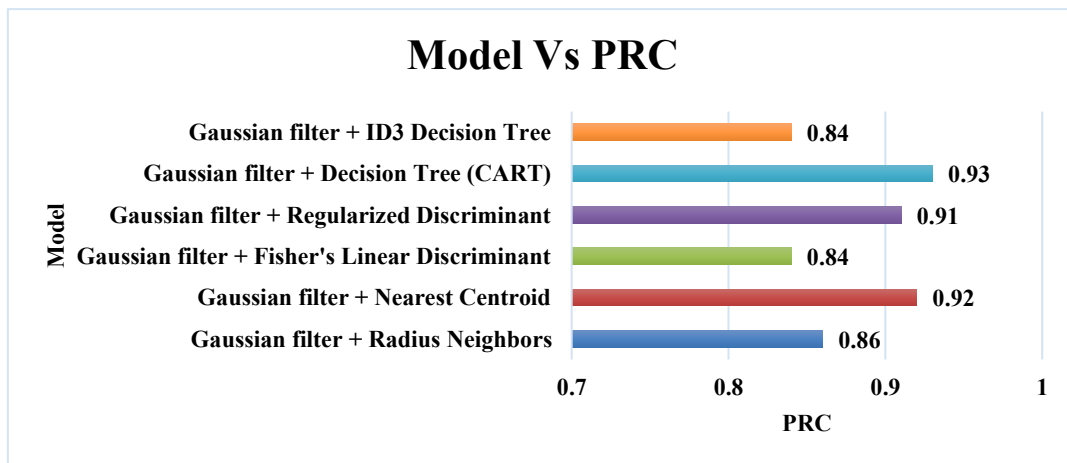 Model Vs PRC
Model
Gaussian filter + ID3 Decision Tree
0.84
Gaussian filter + Decision Tree (CART)
0.93
Gaussian filter + Regularized Discriminant
0.91
Gaussian filter + Fisher's Linear Discriminant
0.84
Gaussian filter + Nearest Centroid
0.92
Gaussian filter + Radius Neighbors
0.86
0.7 0.8 0.9 1
PRC